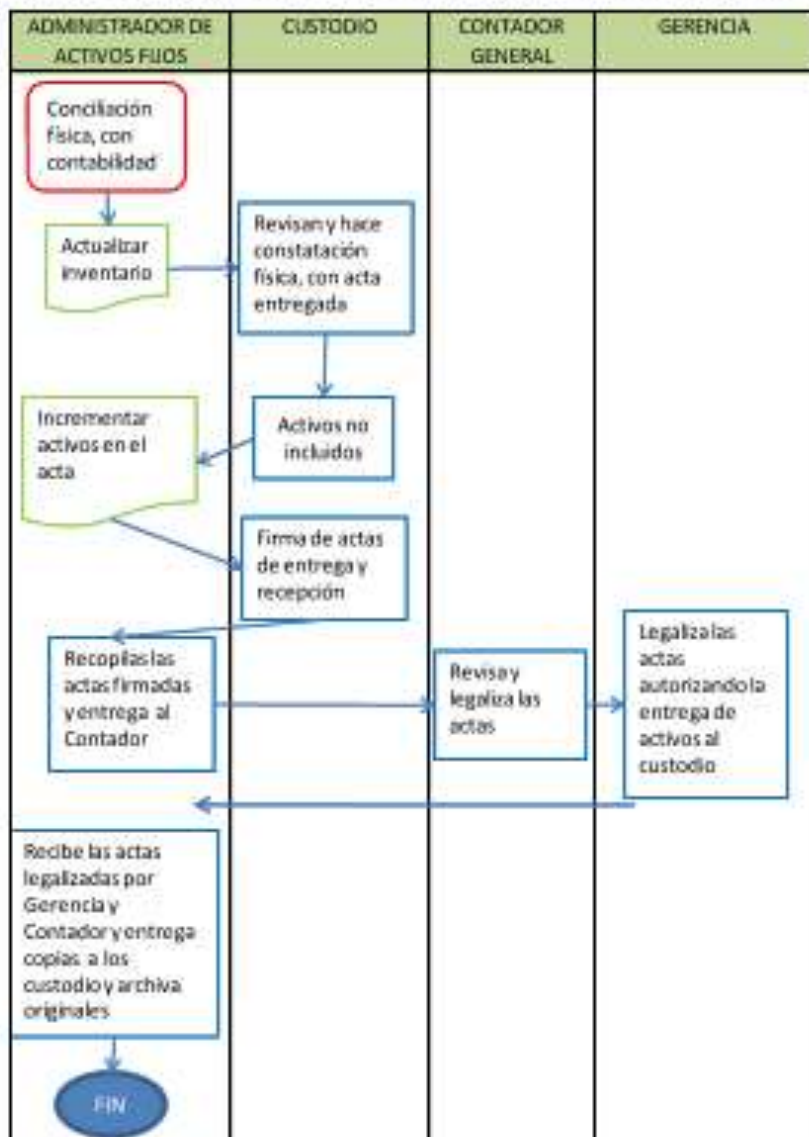 ADMINISTRADOR DE
ACTIVOS FIJOS
CUSTODIO
CONTADOR
GENERAL
GERENCIA
Conciliación
física, con
contabilidad
Actualizar
inventario
Revisan y hace
constatación
física, con acta
entregada
Activos no
incluidos
Incrementar
activos en el
acta
Firma de actas
de entrega y
recepción
Recopilas las
actas firmadas
y entrega al
Contador
Revisa y
legaliza las
actas
Legaliza las
actas
autorizando la
entrega de
activos al
custodio
Recibe las actas
legalizadas por
Gerencia y
Contador y entrega
copias a los
custodio y archiva
originales
FIN